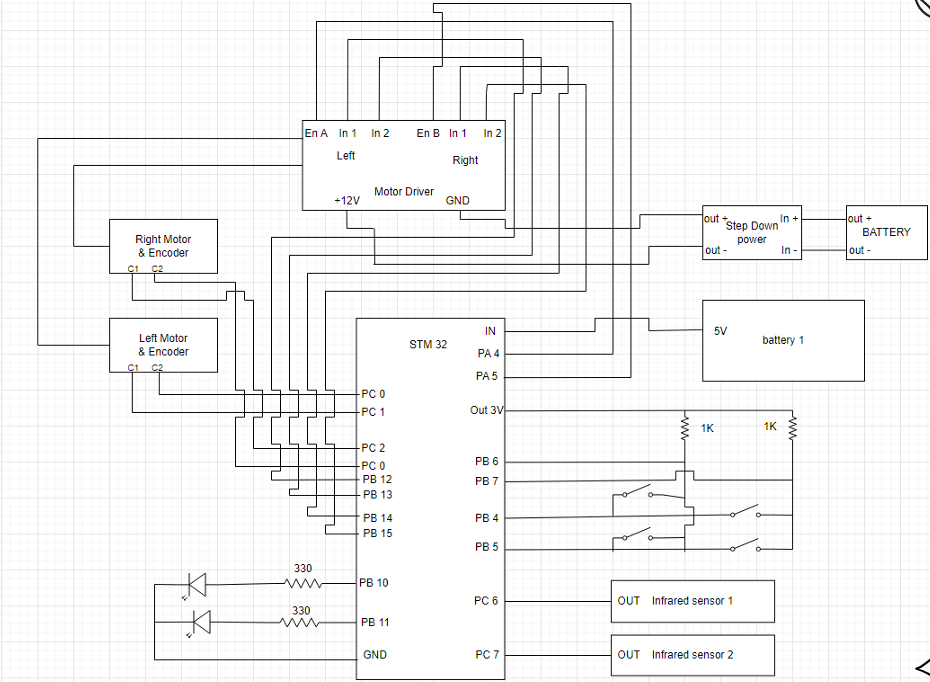 En A In 1 In 2 En B In 1 In 2
Left
Right
Motor Driver
+12V GND
out + In +
Step Down
power
out - In -
out +
BATTERY
out -
Right Motor
& Encoder
C1 C2
Left Motor
& Encoder
C1 C2
STM 32
IN
PA 4
PA 5
Out 3V
PB 6
PB 7
PB 4
PB 5
PC 6
PC 7
PC 0
PC 1
PC 2
PC 0
PB 12
PB 13
PB 14
PB 15
PB 10
PB 11
GND
5V
battery 1
1K 1K
330
330
OUT Infrared sensor 1
OUT Infrared sensor 2